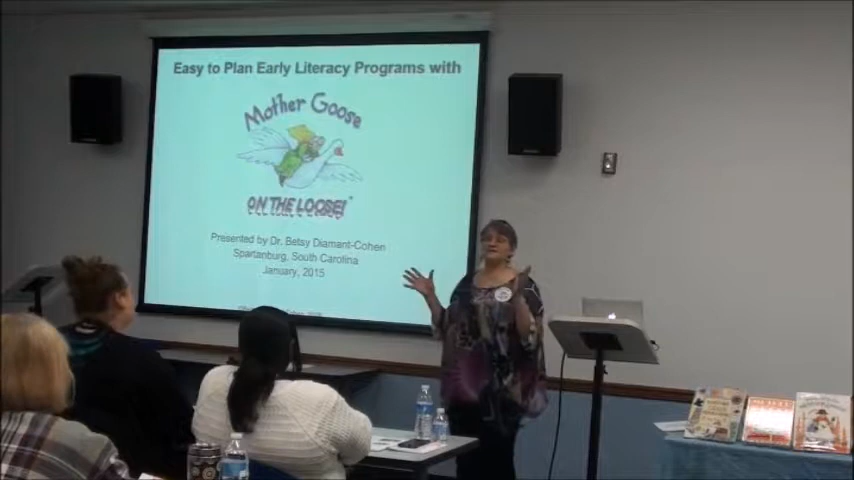 Easy to Plan Early Literacy Programs with
Mother Goose
ON THE LOOSE!
Presented by Dr. Betsy Diamant-Cohen
Spartanburg, South Carolina
January, 2015